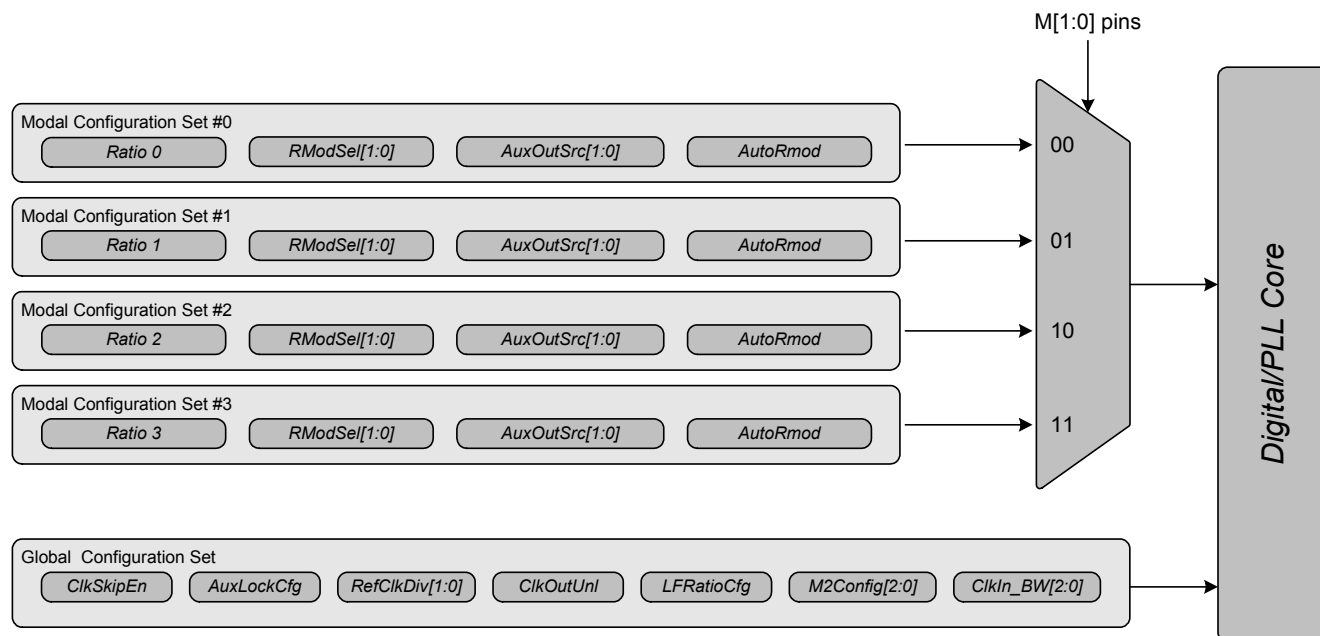 M[1:0] pins
Modal Configuration Set #0
Ratio 0 RModSel[1:0] AuxOutSrc[1:0] AutoRmod
00
Modal Configuration Set #1
Ratio 1 RModSel[1:0] AuxOutSrc[1:0] AutoRmod
01
Modal Configuration Set #2
Ratio 2 RModSel[1:0] AuxOutSrc[1:0] AutoRmod
10
Modal Configuration Set #3
Ratio 3 RModSel[1:0] AuxOutSrc[1:0] AutoRmod
11
Digital/PLL Core
Global Configuration Set
ClkSkipEn AuxLockCfg RefClkDiv[1:0] ClkOutUnl LFRatioCfg M2Config[2:0] ClkIn_BW[2:0]